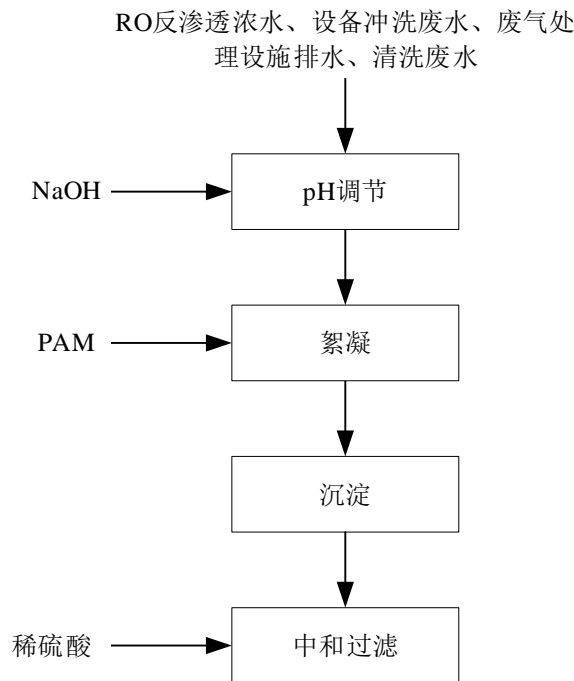 RO反渗透浓水、设备冲洗废水、废气处
理设施排水、清洗废水
NaOH
pH调节
PAM
絮凝
沉淀
稀硫酸
中和过滤